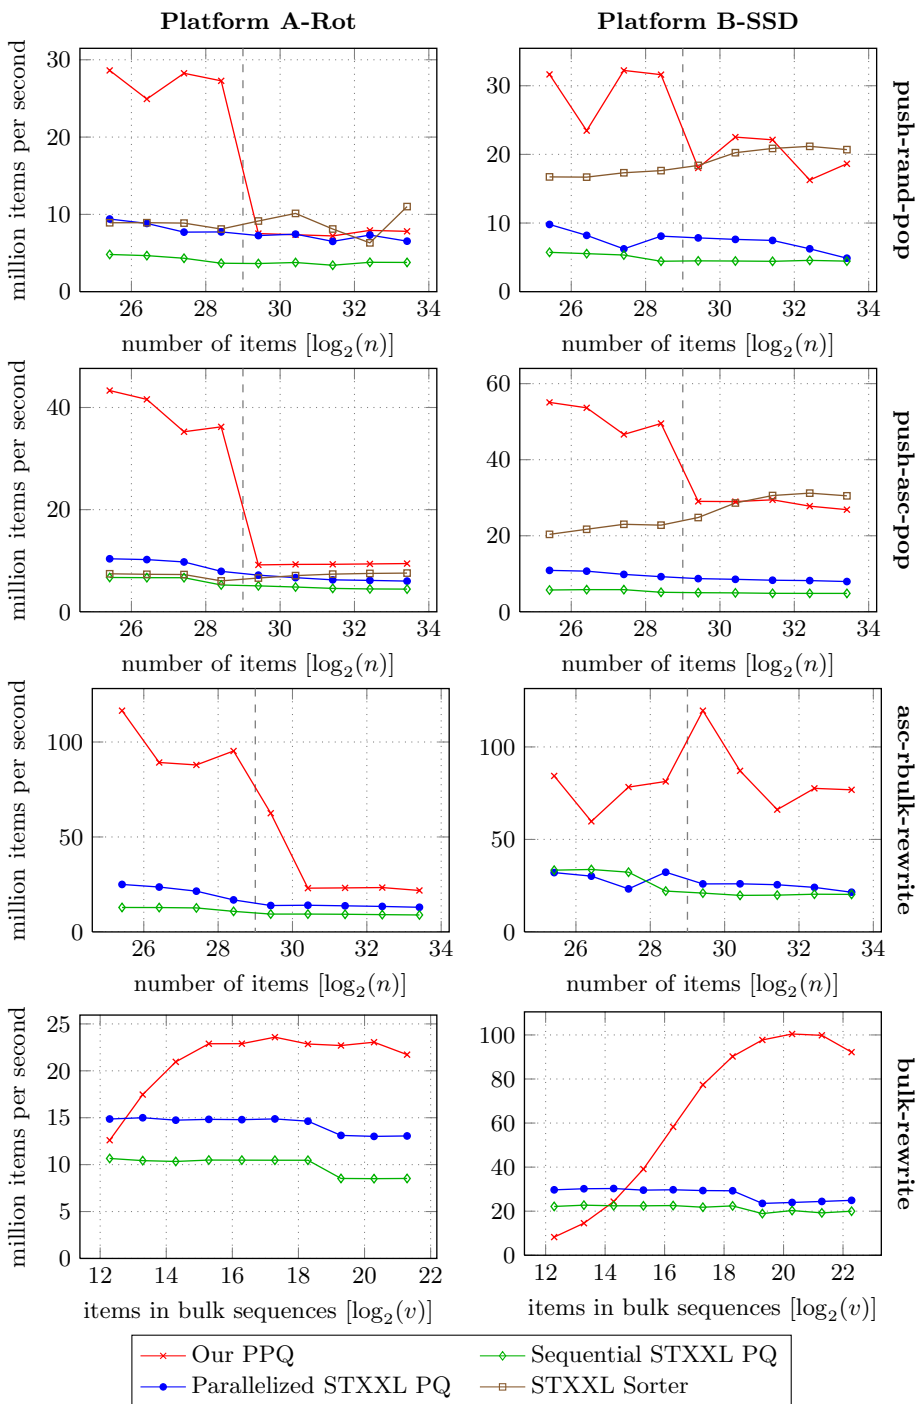 Platform A-Rot
Platform B-SSD
million items per second
0
10
20
30
26 28 30 32 34
number of items [log₂(n)]
0
10
20
30
26 28 30 32 34
number of items [log₂(n)]
push-rand-pop
million items per second
0
20
40
26 28 30 32 34
number of items [log₂(n)]
0
20
40
60
26 28 30 32 34
number of items [log₂(n)]
push-asc-pop
million items per second
0
50
100
26 28 30 32 34
number of items [log₂(n)]
0
50
100
26 28 30 32 34
number of items [log₂(n)]
asc-rbulk-rewrite
million items per second
0
5
10
15
20
25
12 14 16 18 20 22
items in bulk sequences [log₂(v)]
0
20
40
60
80
100
12 14 16 18 20 22
items in bulk sequences [log₂(v)]
bulk-rewrite
Our PPQ
Sequential STXXL PQ
Parallelized STXXL PQ
STXXL Sorter